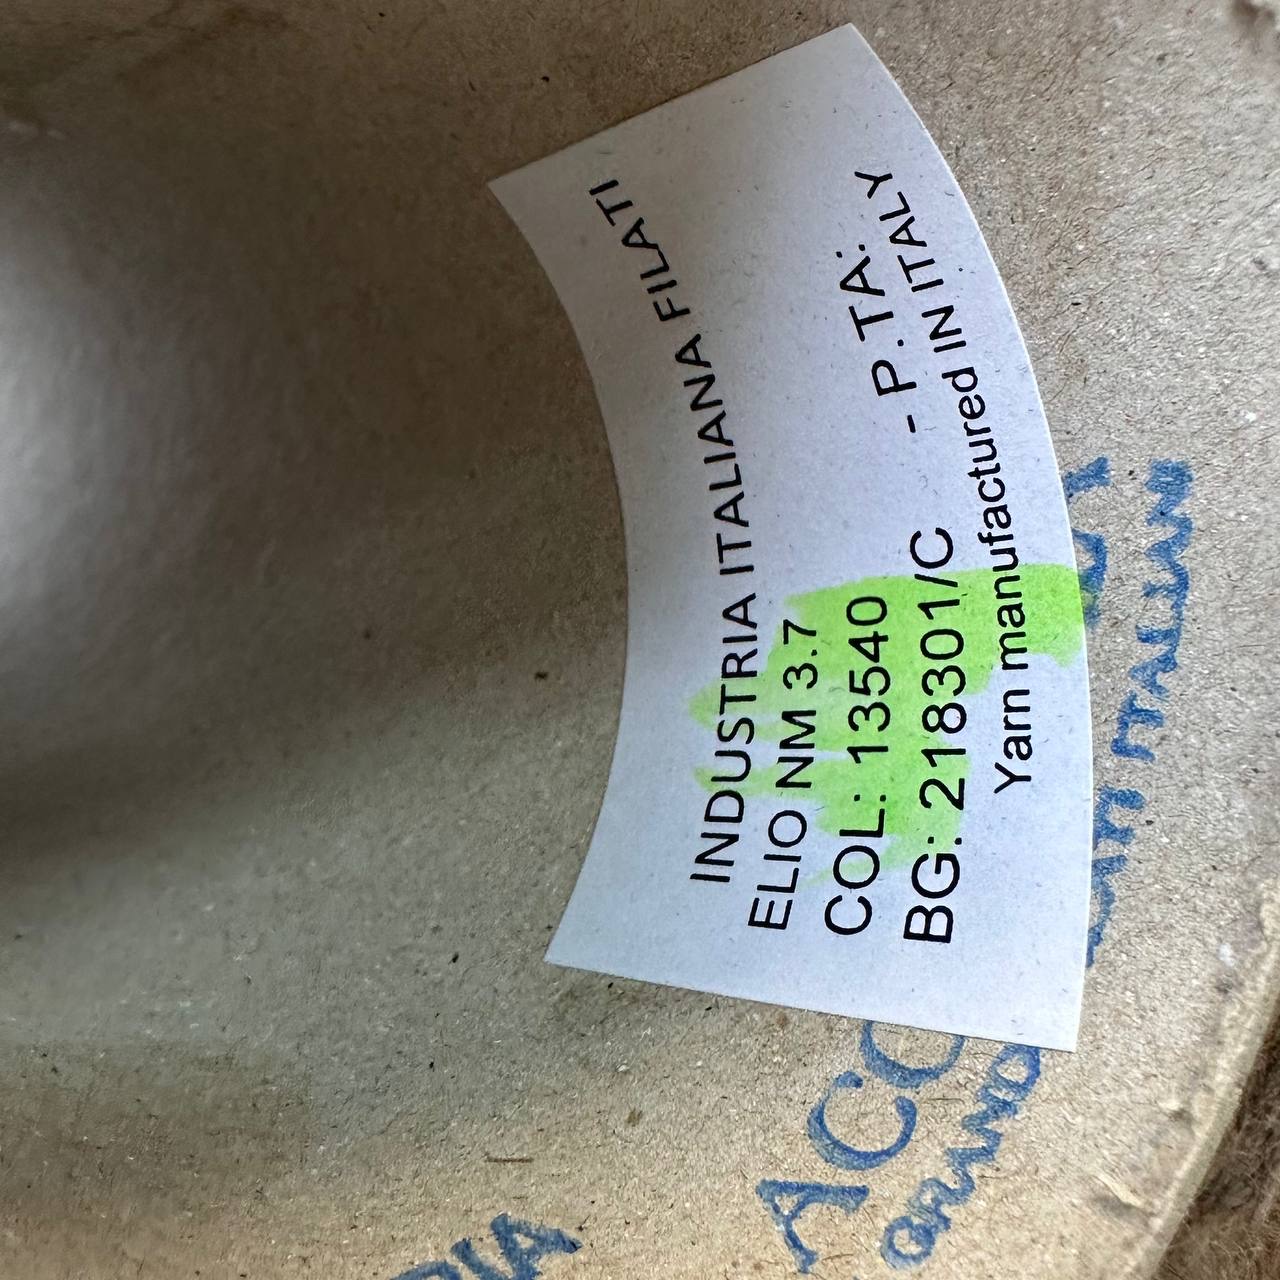 INDUSTRIA ITALIANA FILATI
ELIO NM 3.7
COL: 13540
BG: 218301/C - P.TA:
Yarn manufactured IN ITALY